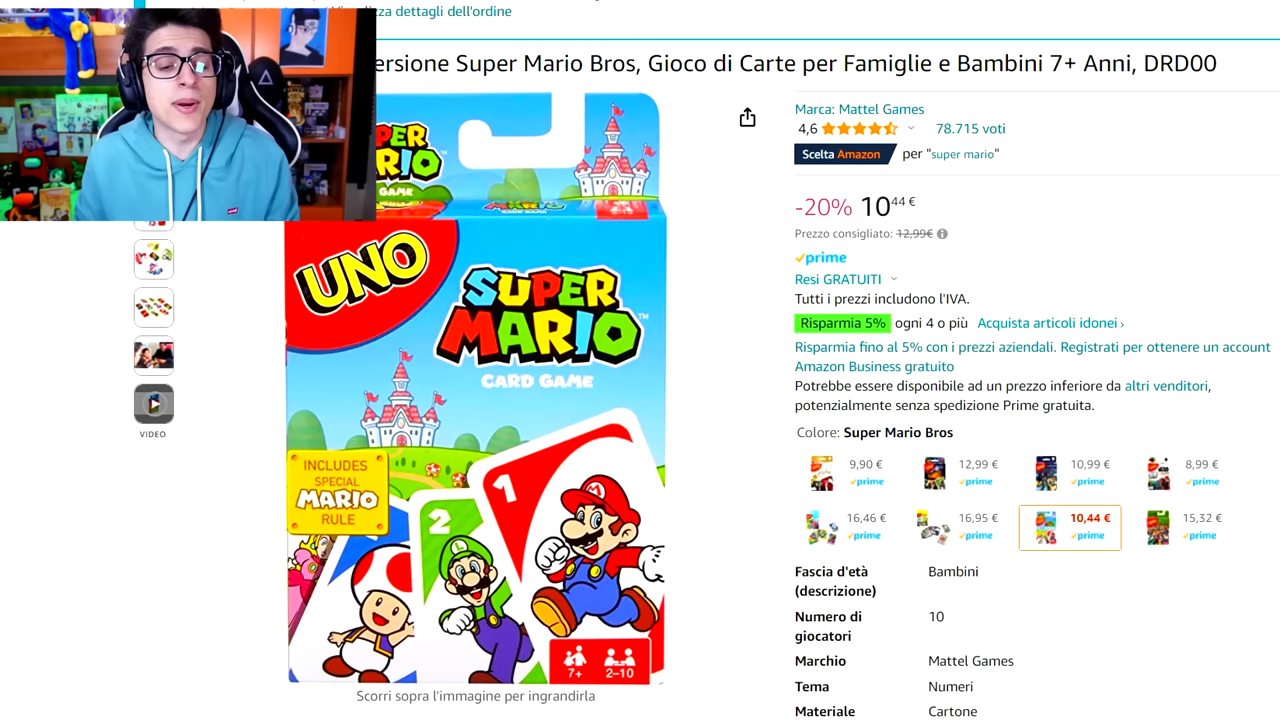 za dettagli dell'ordine
ersione Super Mario Bros, Gioco di Carte per Famiglie e Bambini 7+ Anni, DRD00
Marca: Mattel Games
4,6 78.715 voti
Scelta Amazon per "super mario"
-20% 10 44 €
Prezzo consigliato: 12,99€
prime
Resi GRATUITI
Tutti i prezzi includono l'IVA.
Risparmia 5% ogni 4 o più Acquista articoli idonei ›
Risparmia fino al 5% con i prezzi aziendali. Registrati per ottenere un account
Amazon Business gratuito
Potrebbe essere disponibile ad un prezzo inferiore da altri venditori,
potenzialmente senza spedizione Prime gratuita.
Colore: Super Mario Bros
9,90 € 12,99 € 10,99 € 8,99 €
prime prime prime prime
16,46 € 16,95 € 10,44 € 15,32 €
prime prime prime prime
Fascia d'età Bambini
(descrizione)
Numero di 10
giocatori
Marchio Mattel Games
Tema Numeri
Materiale Cartone
PER
RIO
GAME
UNO
SUPER
MARIO
™
CARD GAME
INCLUDES
SPECIAL
MARIO
RULE
1
2
7+ 2–10
VIDEO
Scorri sopra l'immagine per ingrandirla